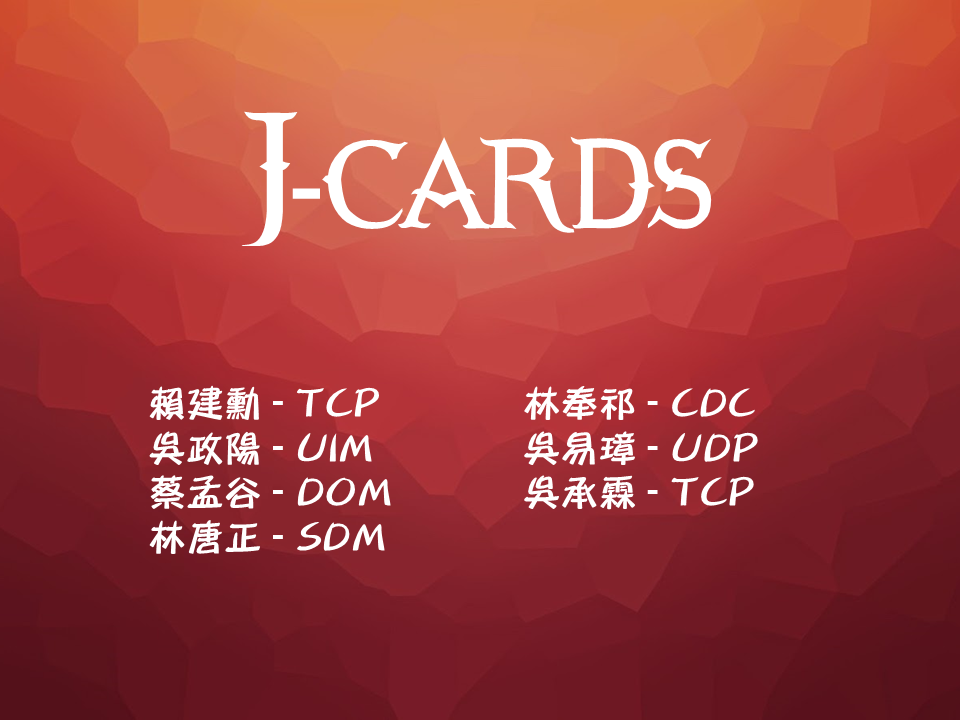 J-CARDS
賴建勳 - TCP
吳政陽 - UIM
蔡孟谷 - DOM
林唐正 - SDM
林奉祁 - CDC
吳易璋 - UDP
吳承霖 - TCP